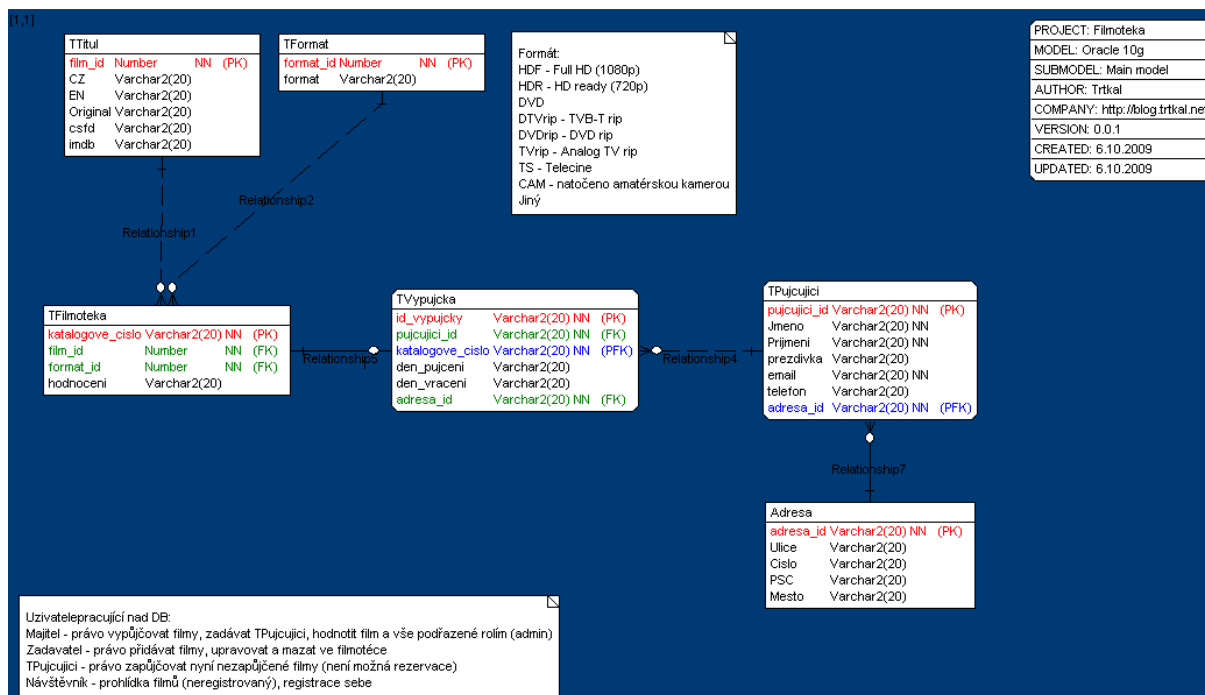 [1,1]
TTitul
film_id Number NN (PK)
CZ Varchar2(20)
EN Varchar2(20)
Original Varchar2(20)
csfd Varchar2(20)
imdb Varchar2(20)
TFormat
format_id Number NN (PK)
format Varchar2(20)
Formát:
HDF - Full HD (1080p)
HDR - HD ready (720p)
DVD
DTVrip - TVB-T rip
DVDrip - DVD rip
TVrip - Analog TV rip
TS - Telecine
CAM - natočeno amatérskou kamerou
Jiný
PROJECT: Filmoteka
MODEL: Oracle 10g
SUBMODEL: Main model
AUTHOR: Trtkal
COMPANY: http://blog.trtkal.net
VERSION: 0.0.1
CREATED: 6.10.2009
UPDATED: 6.10.2009
Relationship2
Relationship1
TFilmoteka
katalogove_cislo Varchar2(20) NN (PK)
film_id Number NN (FK)
format_id Number NN (FK)
hodnoceni Varchar2(20)
Relationship5
TVypujcka
id_vypujcky Varchar2(20) NN (PK)
pujcujici_id Varchar2(20) NN (FK)
katalogove_cislo Varchar2(20) NN (PFK)
den_pujceni Varchar2(20)
den_vraceni Varchar2(20)
adresa_id Varchar2(20) NN (FK)
Relationship4
TPujcujici
pujcujici_id Varchar2(20) NN (PK)
Jmeno Varchar2(20) NN
Prijmeni Varchar2(20) NN
prezdivka Varchar2(20)
email Varchar2(20) NN
telefon Varchar2(20)
adresa_id Varchar2(20) NN (PFK)
Relationship7
Adresa
adresa_id Varchar2(20) NN (PK)
Ulice Varchar2(20)
Cislo Varchar2(20)
PSC Varchar2(20)
Mesto Varchar2(20)
Uzivatelepracující nad DB:
Majitel - právo vypůjčovat filmy, zadávat TPujcujici, hodnotit film a vše podřazené rolím (admin)
Zadavatel - právo přidávat filmy, upravovat a mazat ve filmotéce
TPujcujici - právo zapůjčovat nyní nezapůjčené filmy (není možná rezervace)
Návštěvník - prohlídka filmů (neregistrovaný), registrace sebe